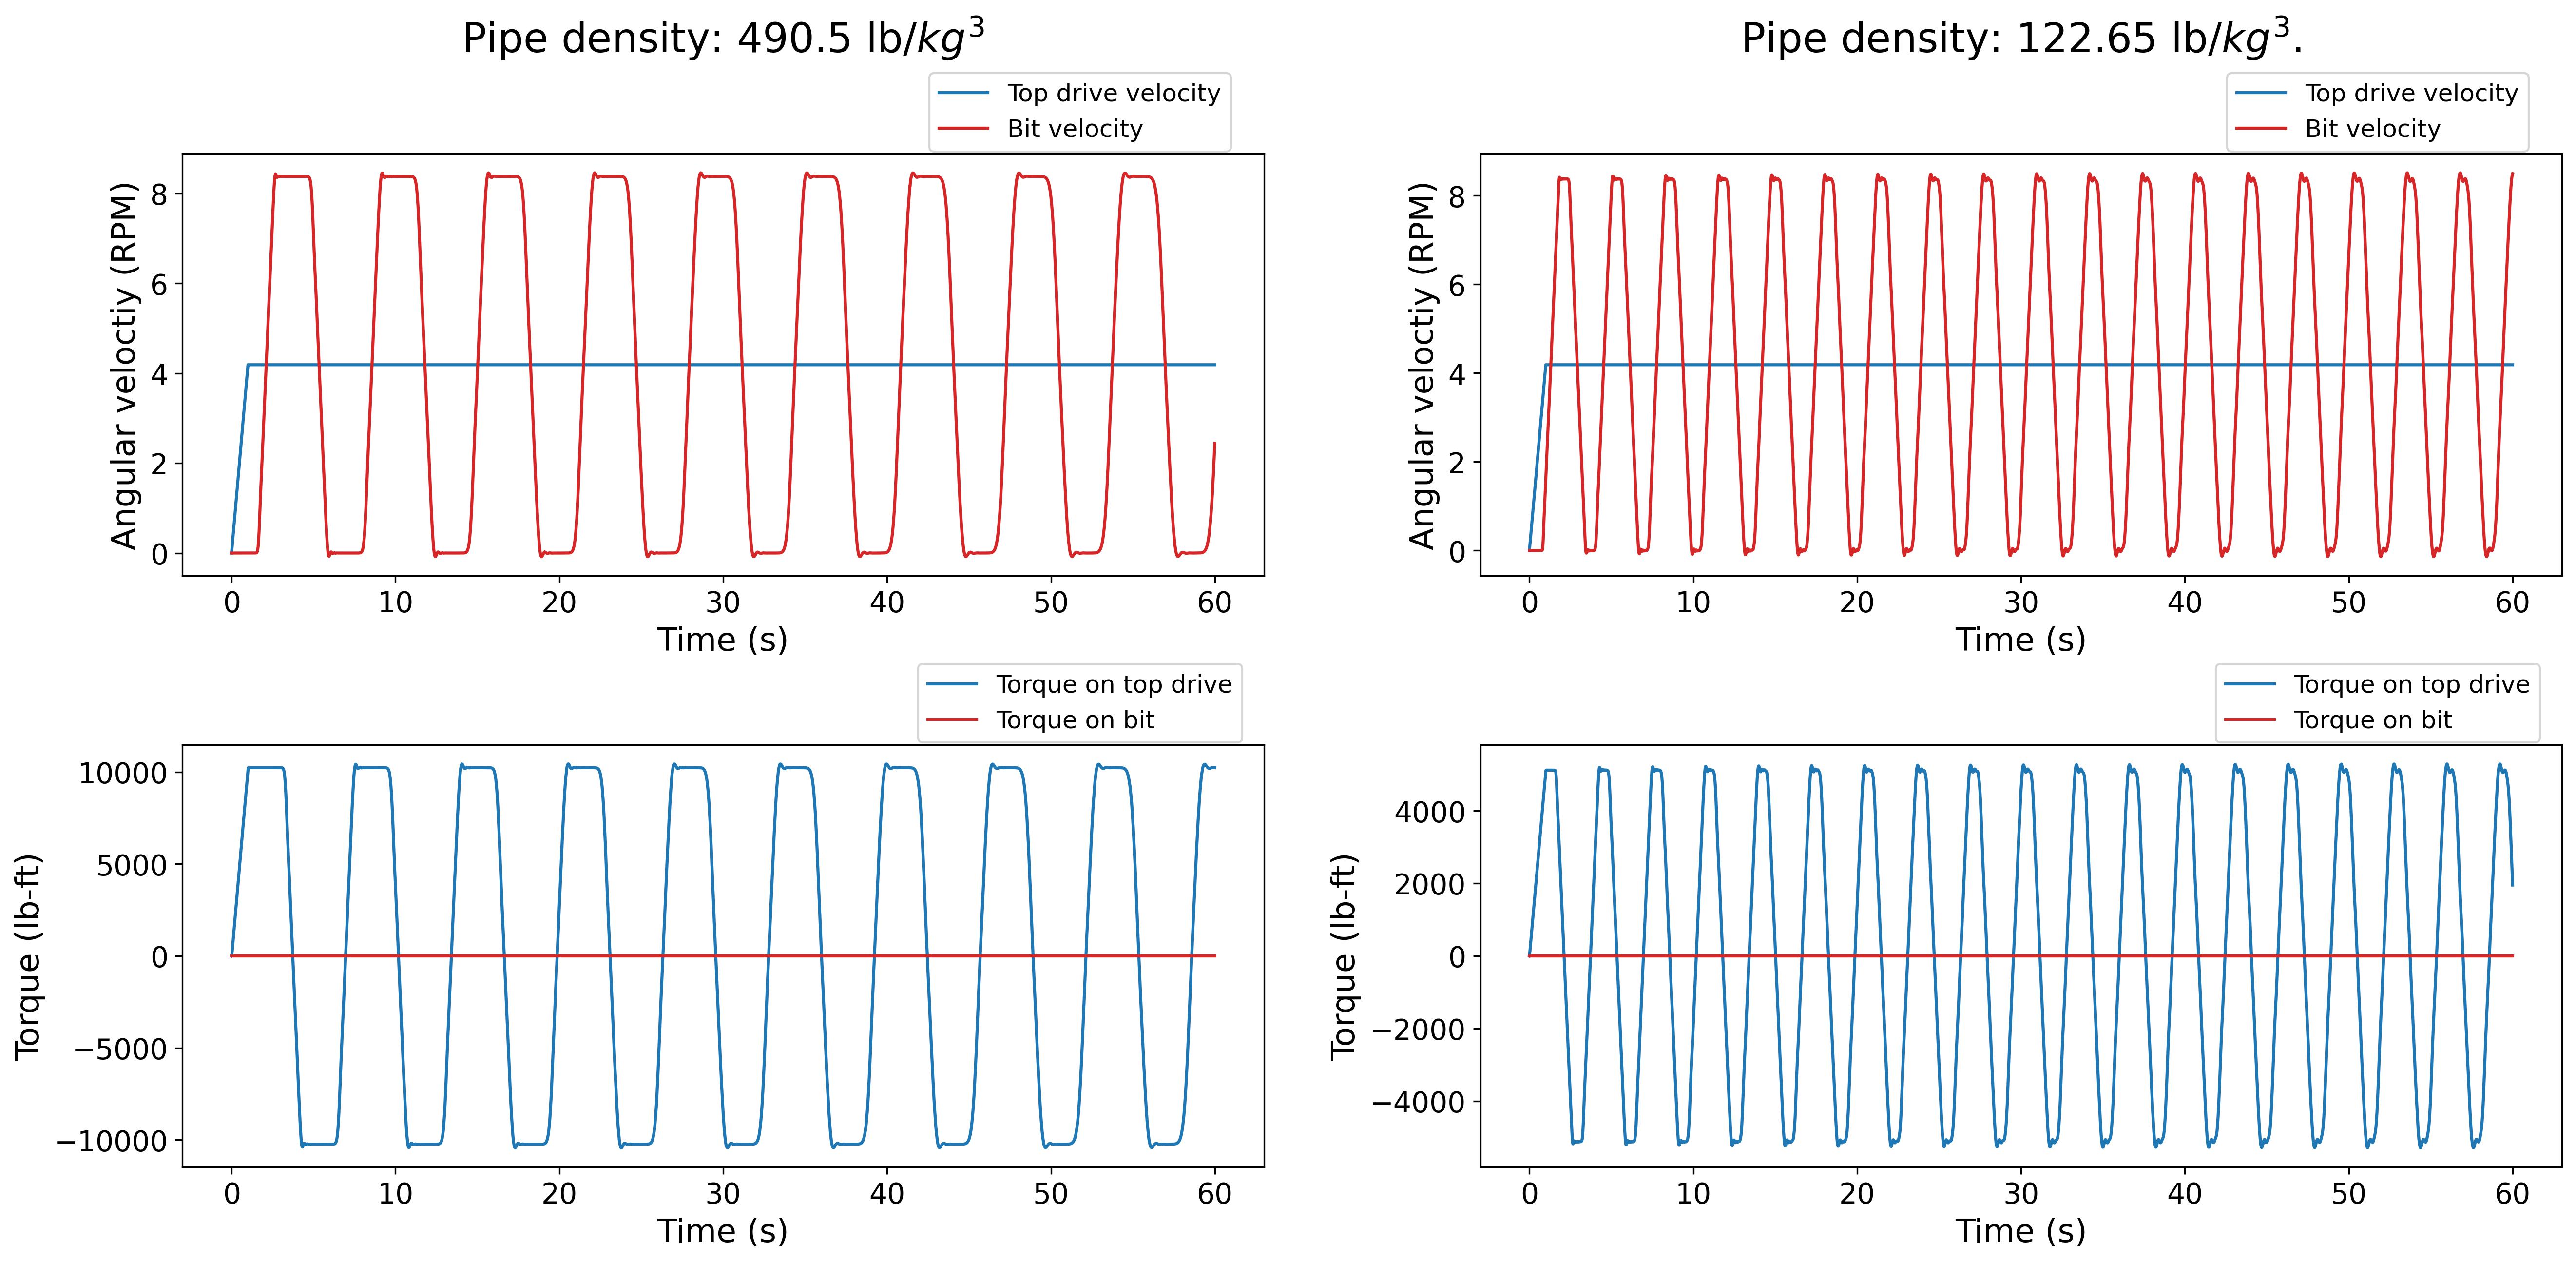 Pipe density: 490.5 lb/kg³
Top drive velocity
Bit velocity
Angular veloctiy (RPM)
8
6
4
2
0
0 10 20 30 40 50 60
Time (s)
Pipe density: 122.65 lb/kg³.
Top drive velocity
Bit velocity
Angular veloctiy (RPM)
8
6
4
2
0
0 10 20 30 40 50 60
Time (s)
Torque on top drive
Torque on bit
Torque (lb-ft)
10000
5000
0
−5000
−10000
0 10 20 30 40 50 60
Time (s)
Torque on top drive
Torque on bit
Torque (lb-ft)
4000
2000
0
−2000
−4000
0 10 20 30 40 50 60
Time (s)